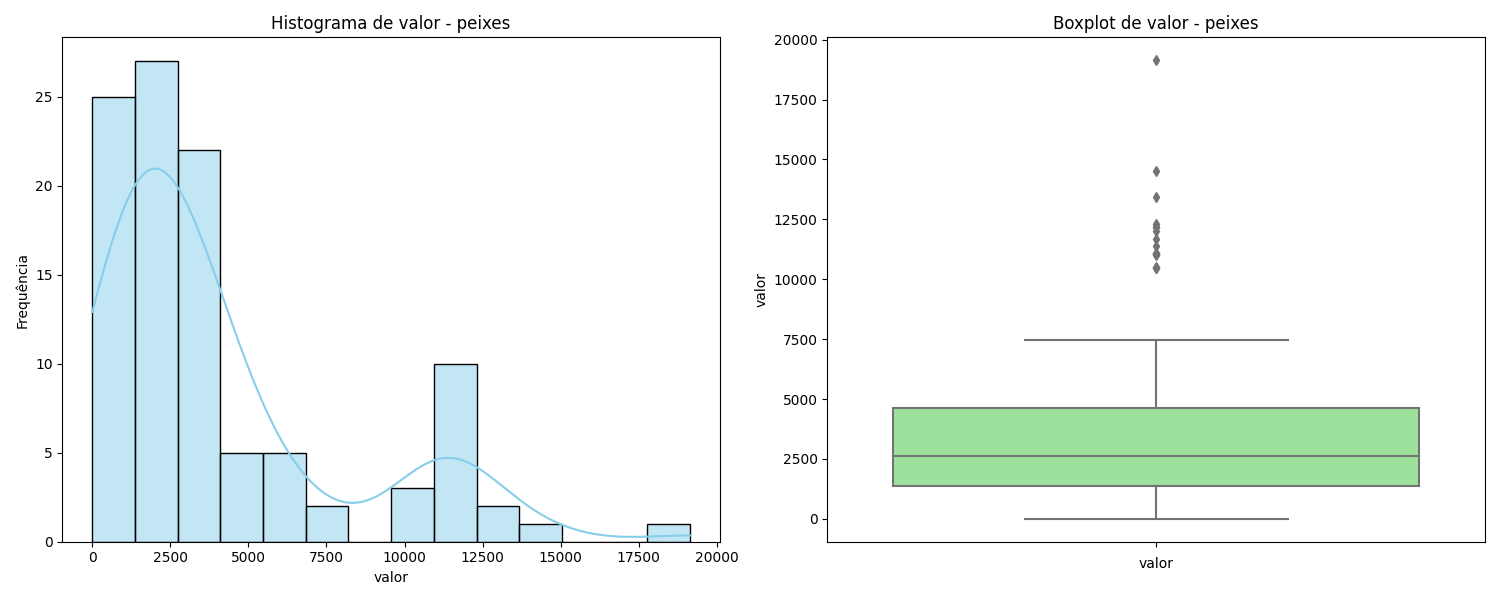 Histograma de valor - peixes
25
20
15
10
5
0
Frequência
0 2500 5000 7500 10000 12500 15000 17500 20000
valor
Boxplot de valor - peixes
20000
17500
15000
12500
10000
7500
5000
2500
0
valor
valor